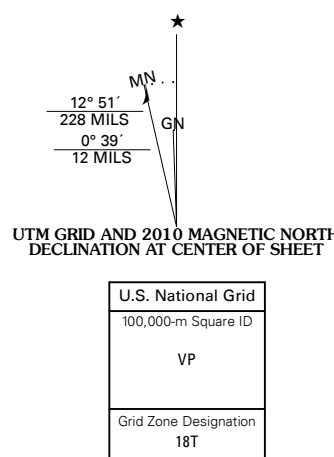 ★
MN
12° 51´
228 MILS
GN
0° 39´
12 MILS
UTM GRID AND 2010 MAGNETIC NORTH
DECLINATION AT CENTER OF SHEET
U.S. National Grid
100,000-m Square ID
VP
Grid Zone Designation
18T